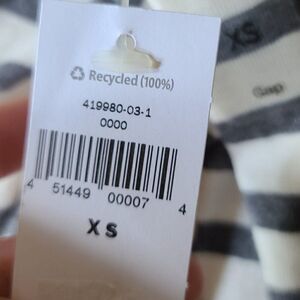 ♻ Recycled (100%)
419980-03-1
0000
4 51449 00007 4
XS
XS
Gap